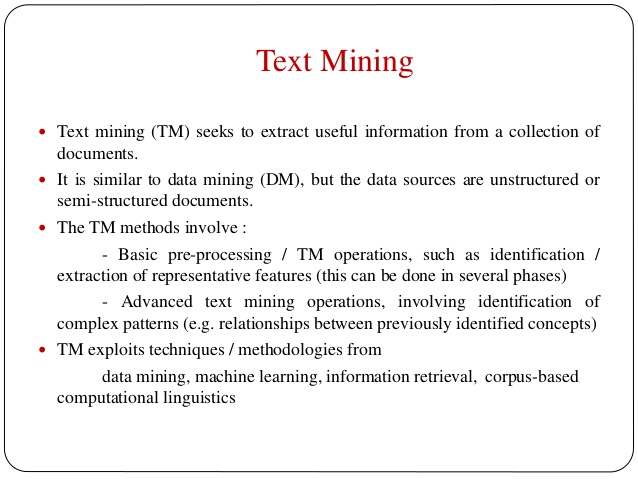 Text Mining
• Text mining (TM) seeks to extract useful information from a collection of
documents.
• It is similar to data mining (DM), but the data sources are unstructured or
semi-structured documents.
• The TM methods involve :
- Basic pre-processing / TM operations, such as identification /
extraction of representative features (this can be done in several phases)
- Advanced text mining operations, involving identification of
complex patterns (e.g. relationships between previously identified concepts)
• TM exploits techniques / methodologies from
data mining, machine learning, information retrieval, corpus-based
computational linguistics